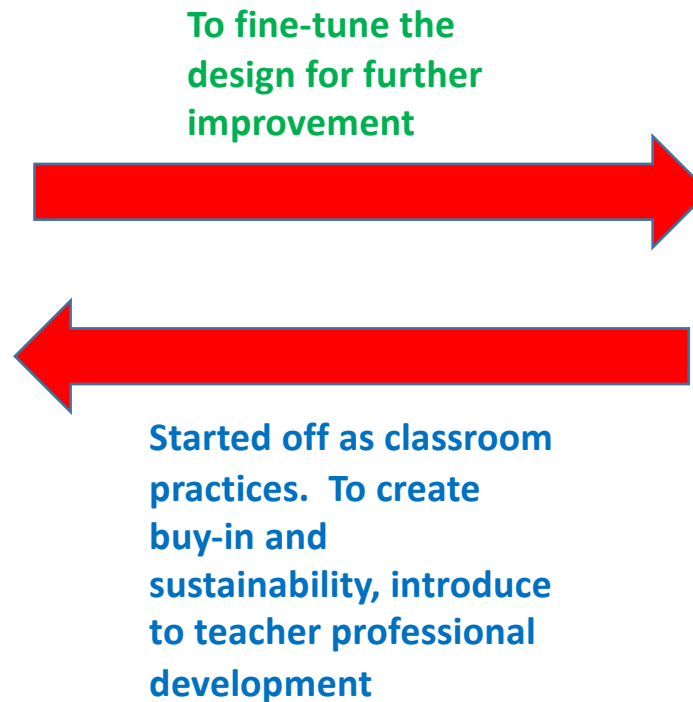 To fine-tune the
design for further
improvement
Started off as classroom
practices.  To create
buy-in and
sustainability, introduce
to teacher professional
development